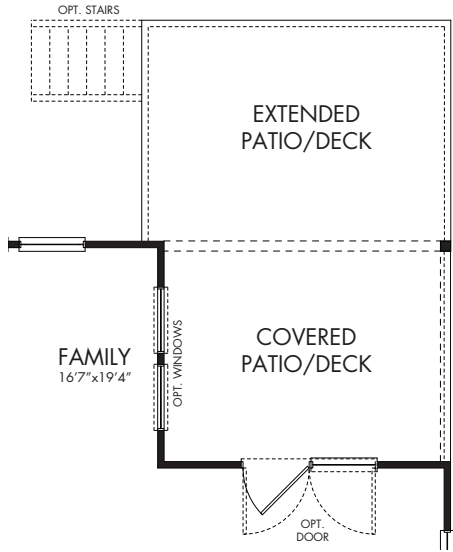 OPT. STAIRS
EXTENDED
PATIO/DECK
COVERED
PATIO/DECK
FAMILY
16'7"x19'4"
OPT. WINDOWS
OPT.
DOOR